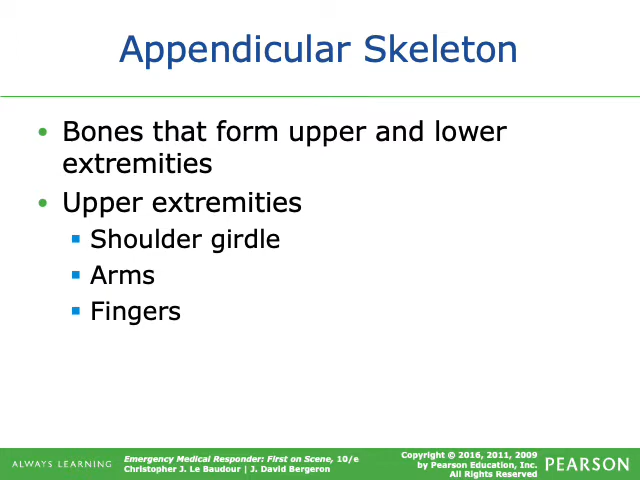 Appendicular Skeleton
• Bones that form upper and lower
extremities
• Upper extremities
▪ Shoulder girdle
▪ Arms
▪ Fingers
ALWAYS LEARNING
Emergency Medical Responder: First on Scene, 10/e
Christopher J. Le Baudour | J. David Bergeron
Copyright © 2016, 2011, 2009
by Pearson Education, Inc.
All Rights Reserved
PEARSON